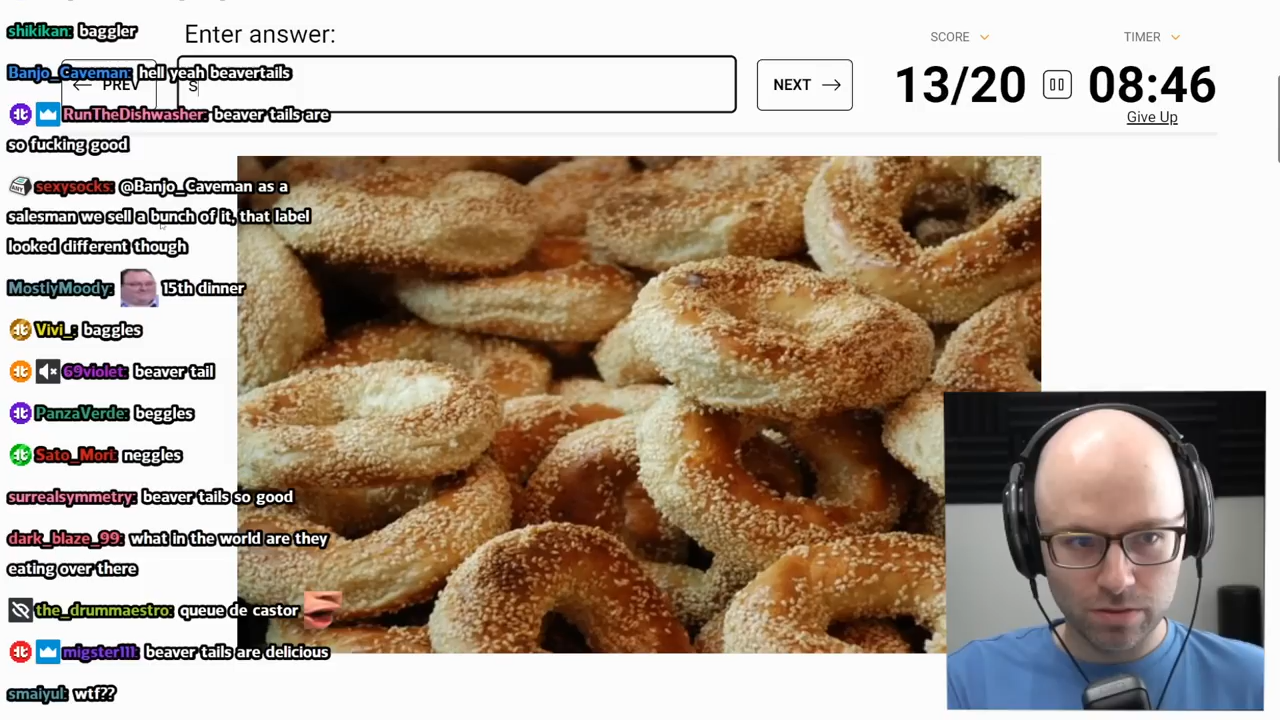 shikikan: baggler
Banjo_Caveman: hell yeah beavertails
RunTheDishwasher: beaver tails are
so fucking good
sexysocks: @Banjo_Caveman as a
salesman we sell a bunch of it, that label
looked different though
MostlyMoody: 15th dinner
Vivi_: baggles
69violet: beaver tail
PanzaVerde: beggles
Sato_Mori: neggles
surrealsymmetry: beaver tails so good
dark_blaze_99: what in the world are they
eating over there
the_drummaestro: queue de castor
migster111: beaver tails are delicious
smaiyul: wtf??
Enter answer:
← PREV
S
NEXT →
SCORE
13/20
TIMER
08:46
Give Up